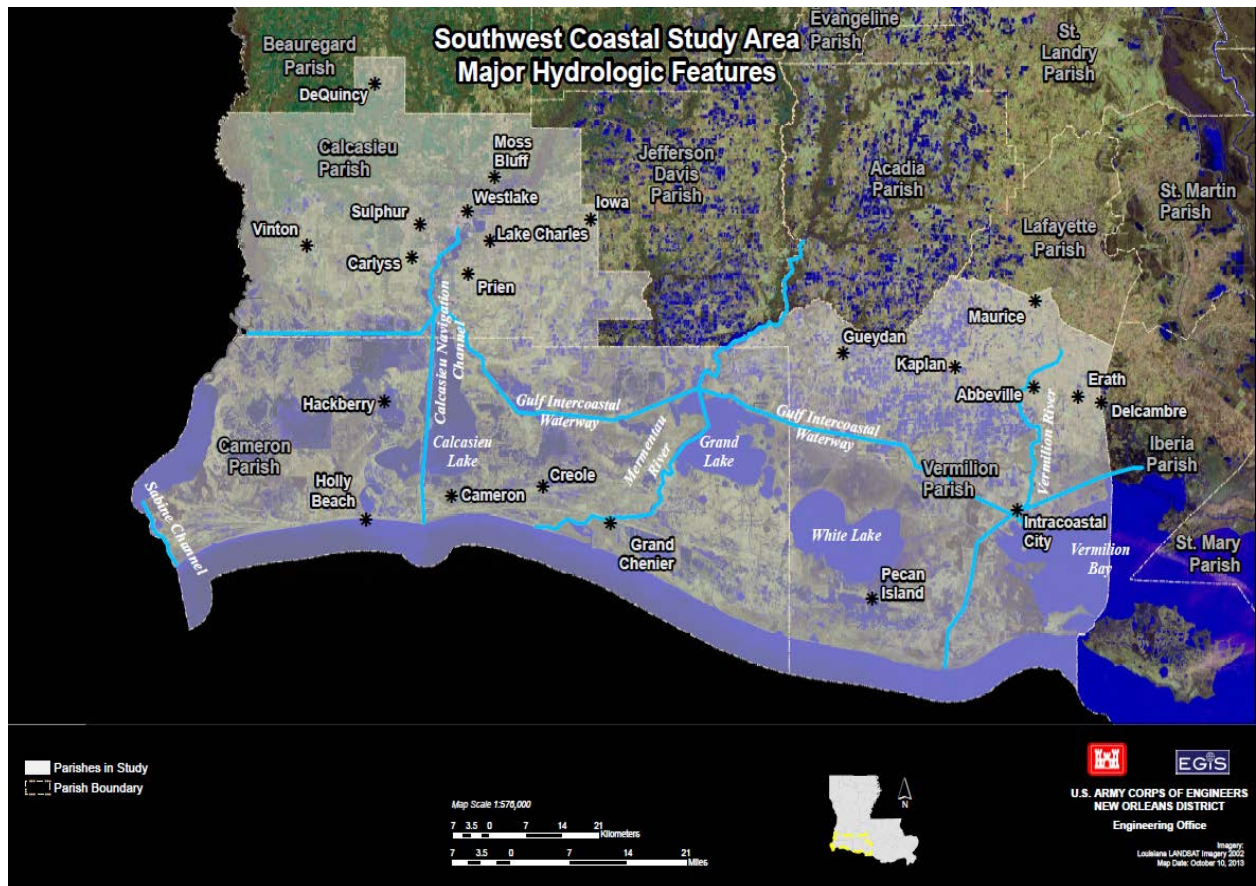 Southwest Coastal Study Area
Major Hydrologic Features
Beauregard
Parish
DeQuincy
Evangeline
Parish
St.
Landry
Parish
Calcasieu
Parish
Moss
Bluff
Westlake
Jefferson
Davis
Parish
Acadia
Parish
St. Martin
Parish
Sulphur
Iowa
Vinton
Lake Charles
Lafayette
Parish
Carlyss
Prien
Calcasieu Navigation
Channel
Maurice
Gueydan
Kaplan
Erath
Abbeville
Delcambre
Hackberry
Gulf Intercoastal
Waterway
Gulf Intercoastal
Waterway
Vermilion River
Cameron
Parish
Calcasieu
Lake
Mermentau
River
Grand
Lake
Iberia
Parish
Vermilion
Parish
Holly
Beach
Creole
Cameron
Sabine Channel
Grand
Chenier
White Lake
Intracoastal
City
Vermilion
Bay
St. Mary
Parish
Pecan
Island
Parishes in Study
Parish Boundary
Map Scale 1:576,000
7 3.5 0 7 14 21
Kilometers
7 3.5 0 7 14 21
Miles
N
EGIS
U.S. ARMY CORPS OF ENGINEERS
NEW ORLEANS DISTRICT
Engineering Office
Imagery:
Louisiana LANDSAT Imagery 2002
Map Date: October 10, 2013